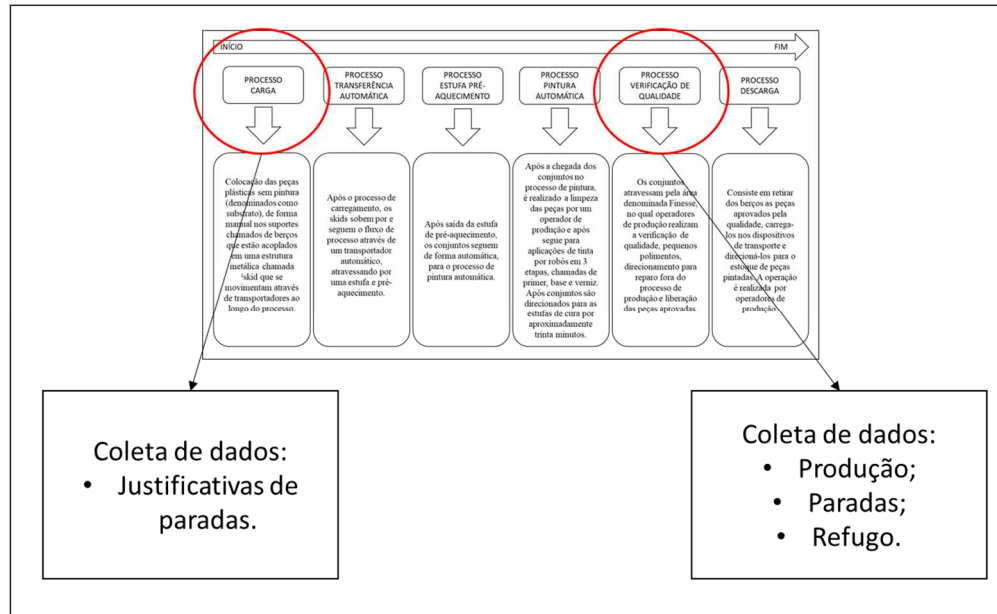 INÍCIO
FIM
PROCESSO
CARGA
PROCESSO
TRANSFERÊNCIA
AUTOMÁTICA
PROCESSO
ESTUFA PRÉ-
AQUECIMENTO
PROCESSO
PINTURA
AUTOMÁTICA
PROCESSO
VERIFICAÇÃO DE
QUALIDADE
PROCESSO
DESCARGA
Colocação das peças
plásticas sem pintura
(denominados como
substrato), de forma
manual nos suportes
chamados de berços
que estão acoplados
em uma estrutura
metálica chamada
¹skid que se
movimentam através
de transportadores ao
longo do processo.
Após o processo de
carregamento, os
skids sobem por e
seguem o fluxo de
processo através de
um transportador
automático,
atravessando por
uma estufa e pré-
aquecimento.
Após saída da estufa
de pré-aquecimento,
os conjuntos seguem
de forma automática,
para o processo de
pintura automática.
Após a chegada dos
conjuntos no
processo de pintura,
é realizado a limpeza
das peças por um
operador de
produção e após
segue para
aplicações de tinta
por robôs em 3
etapas, chamadas de
primer, base e verniz.
Após conjuntos são
direcionados para as
estufas de cura por
aproximadamente
trinta minutos.
Os conjuntos
atravessam pela área
denominada Finesse,
no qual operadores
de produção realizam
a verificação de
qualidade, pequenos
polimentos,
direcionamento para
reparo fora do
processo de
produção e liberação
das peças aprovadas.
Consiste em retirar
dos berços as peças
aprovados pela
qualidade, carrega-
los nos dispositivos
de transporte e
direcioná-los para o
estoque de peças
pintadas. A operação
é realizada por
operadores de
produção.
Coleta de dados:
• Justificativas de
paradas.
Coleta de dados:
• Produção;
• Paradas;
• Refugo.